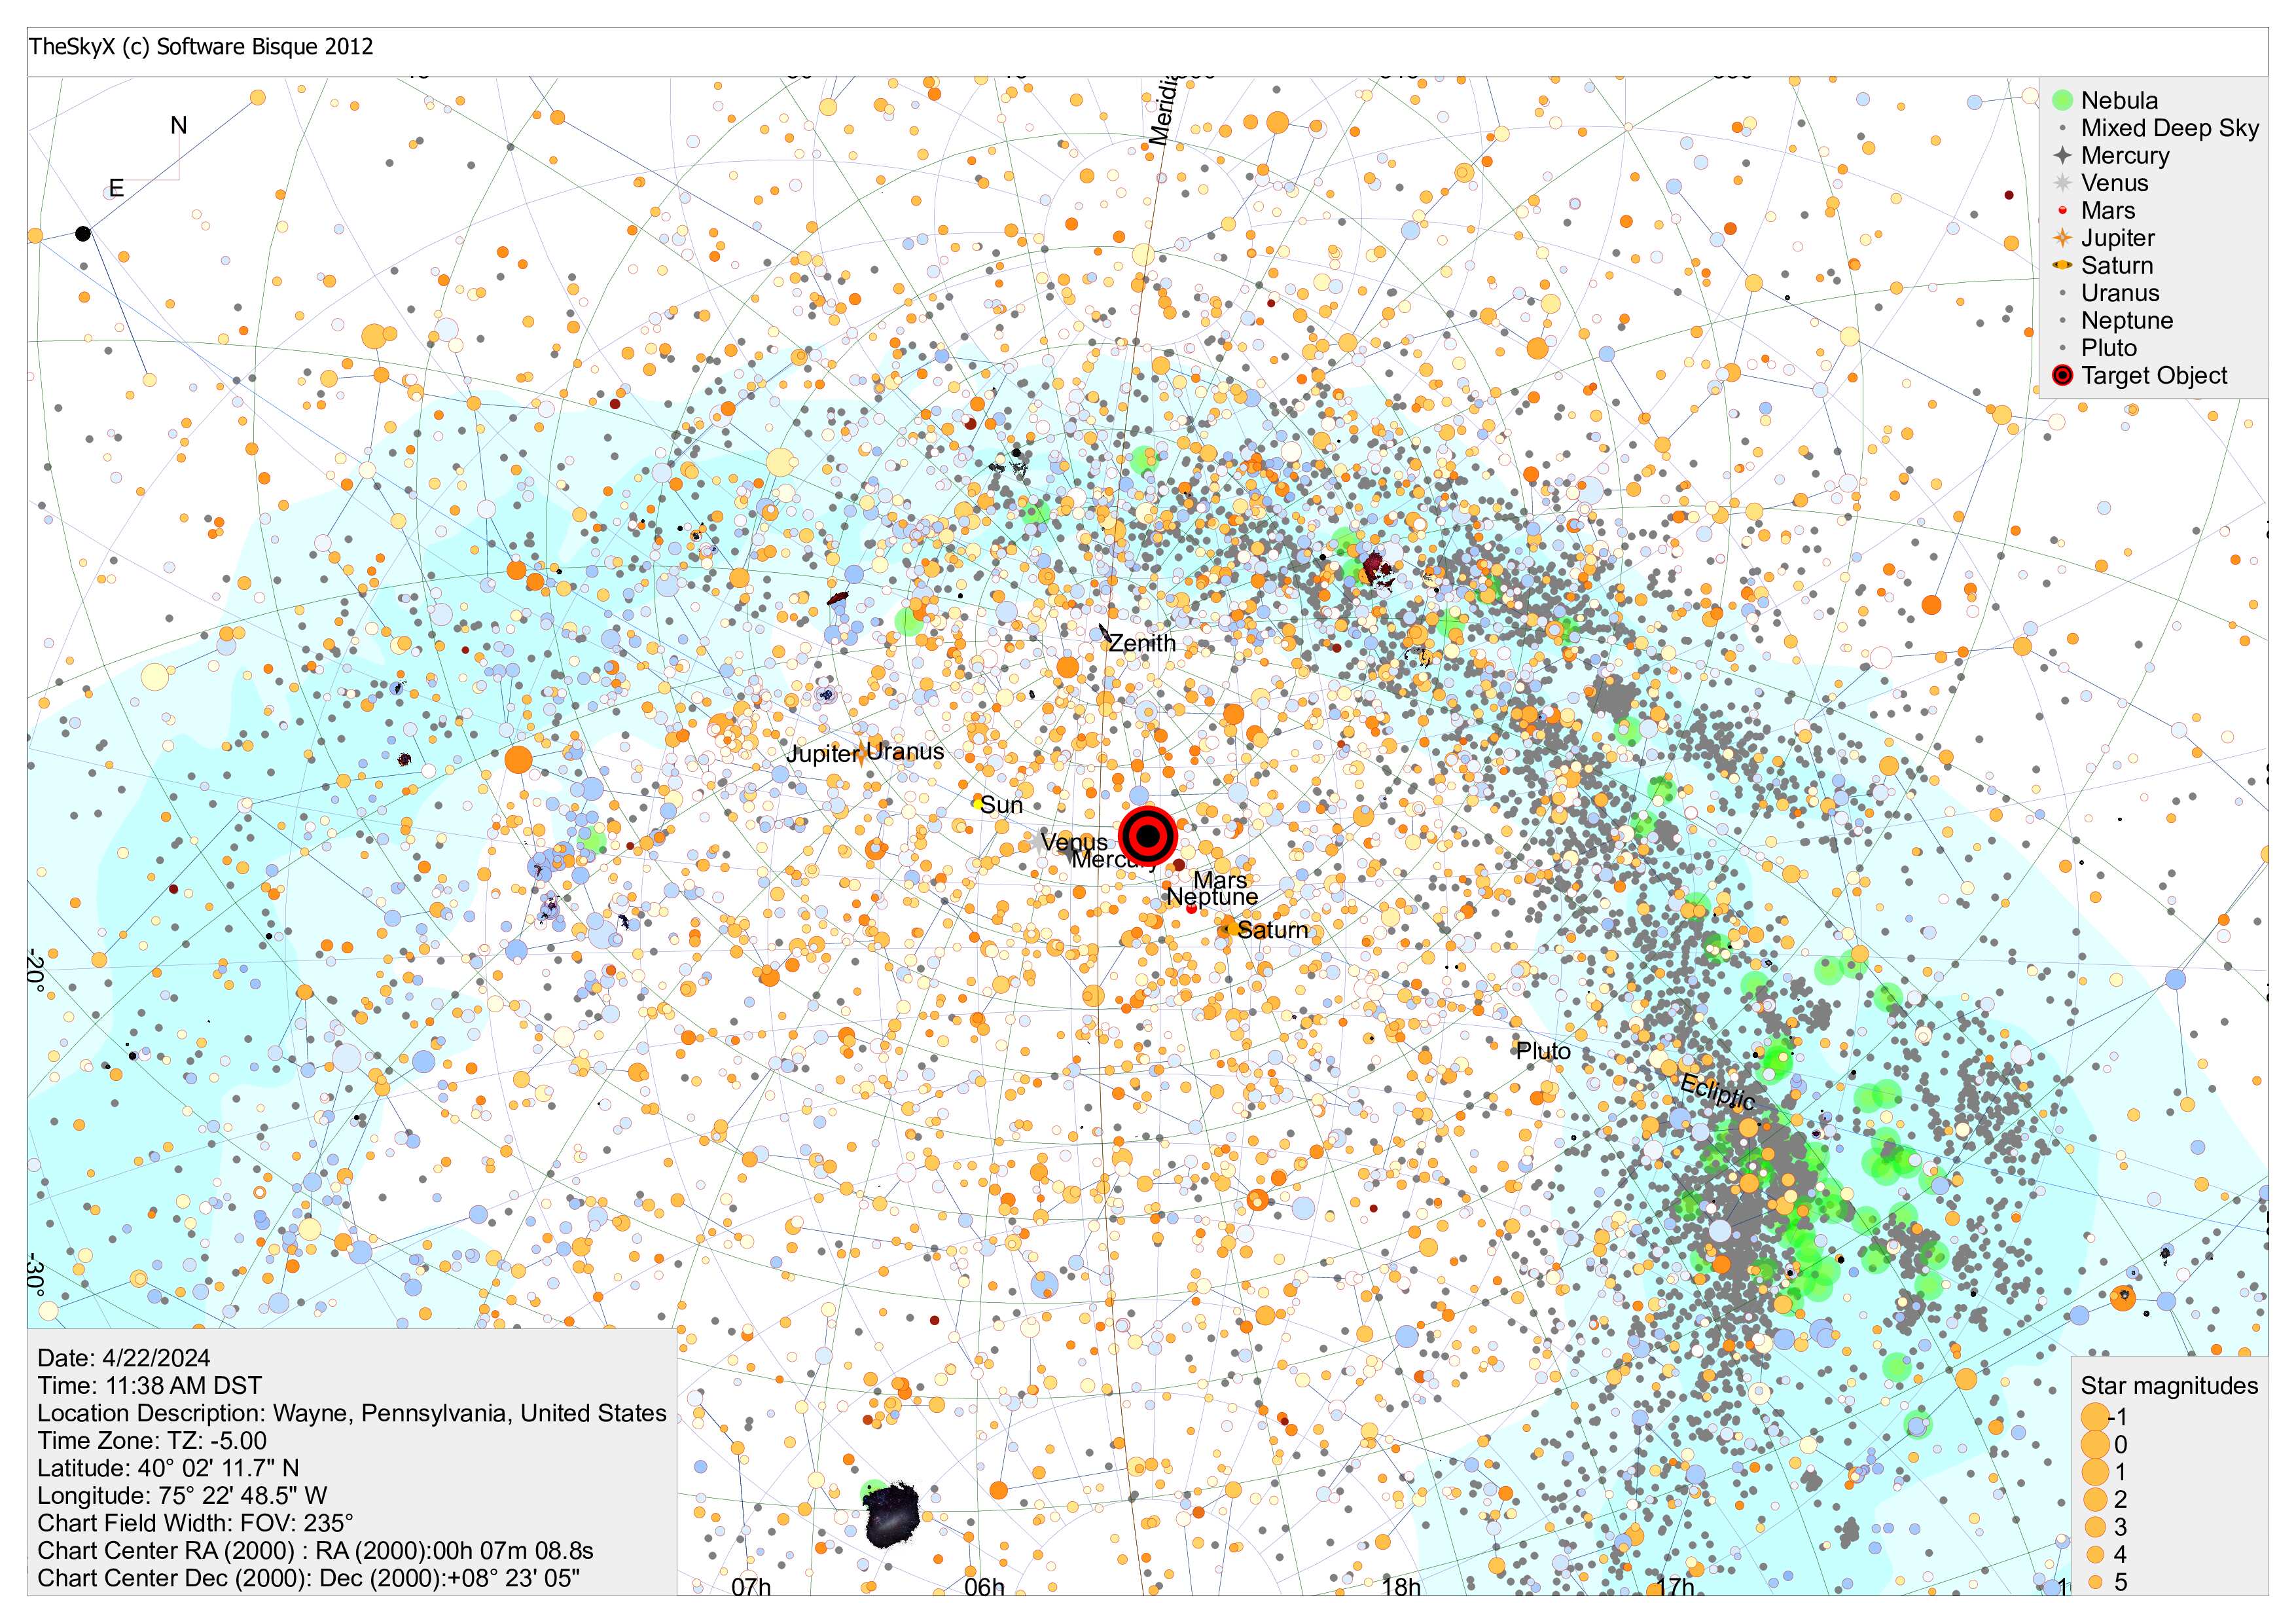 TheSkyX (c) Software Bisque 2012
Meridi
N
E
Nebula
Mixed Deep Sky
Mercury
Venus
Mars
Jupiter
Saturn
Uranus
Neptune
Pluto
Target Object
Zenith
Jupiter Uranus
Sun
Venus
Mercury
Mars
Neptune
Saturn
-20°
Pluto
Ecliptic
-30°
Date: 4/22/2024
Time: 11:38 AM DST
Location Description: Wayne, Pennsylvania, United States
Time Zone: TZ: -5.00
Latitude: 40° 02' 11.7" N
Longitude: 75° 22' 48.5" W
Chart Field Width: FOV: 235°
Chart Center RA (2000) : RA (2000):00h 07m 08.8s
Chart Center Dec (2000): Dec (2000):+08° 23' 05"
Star magnitudes
-1
0
1
2
3
4
5
07h 06h 18h 17h